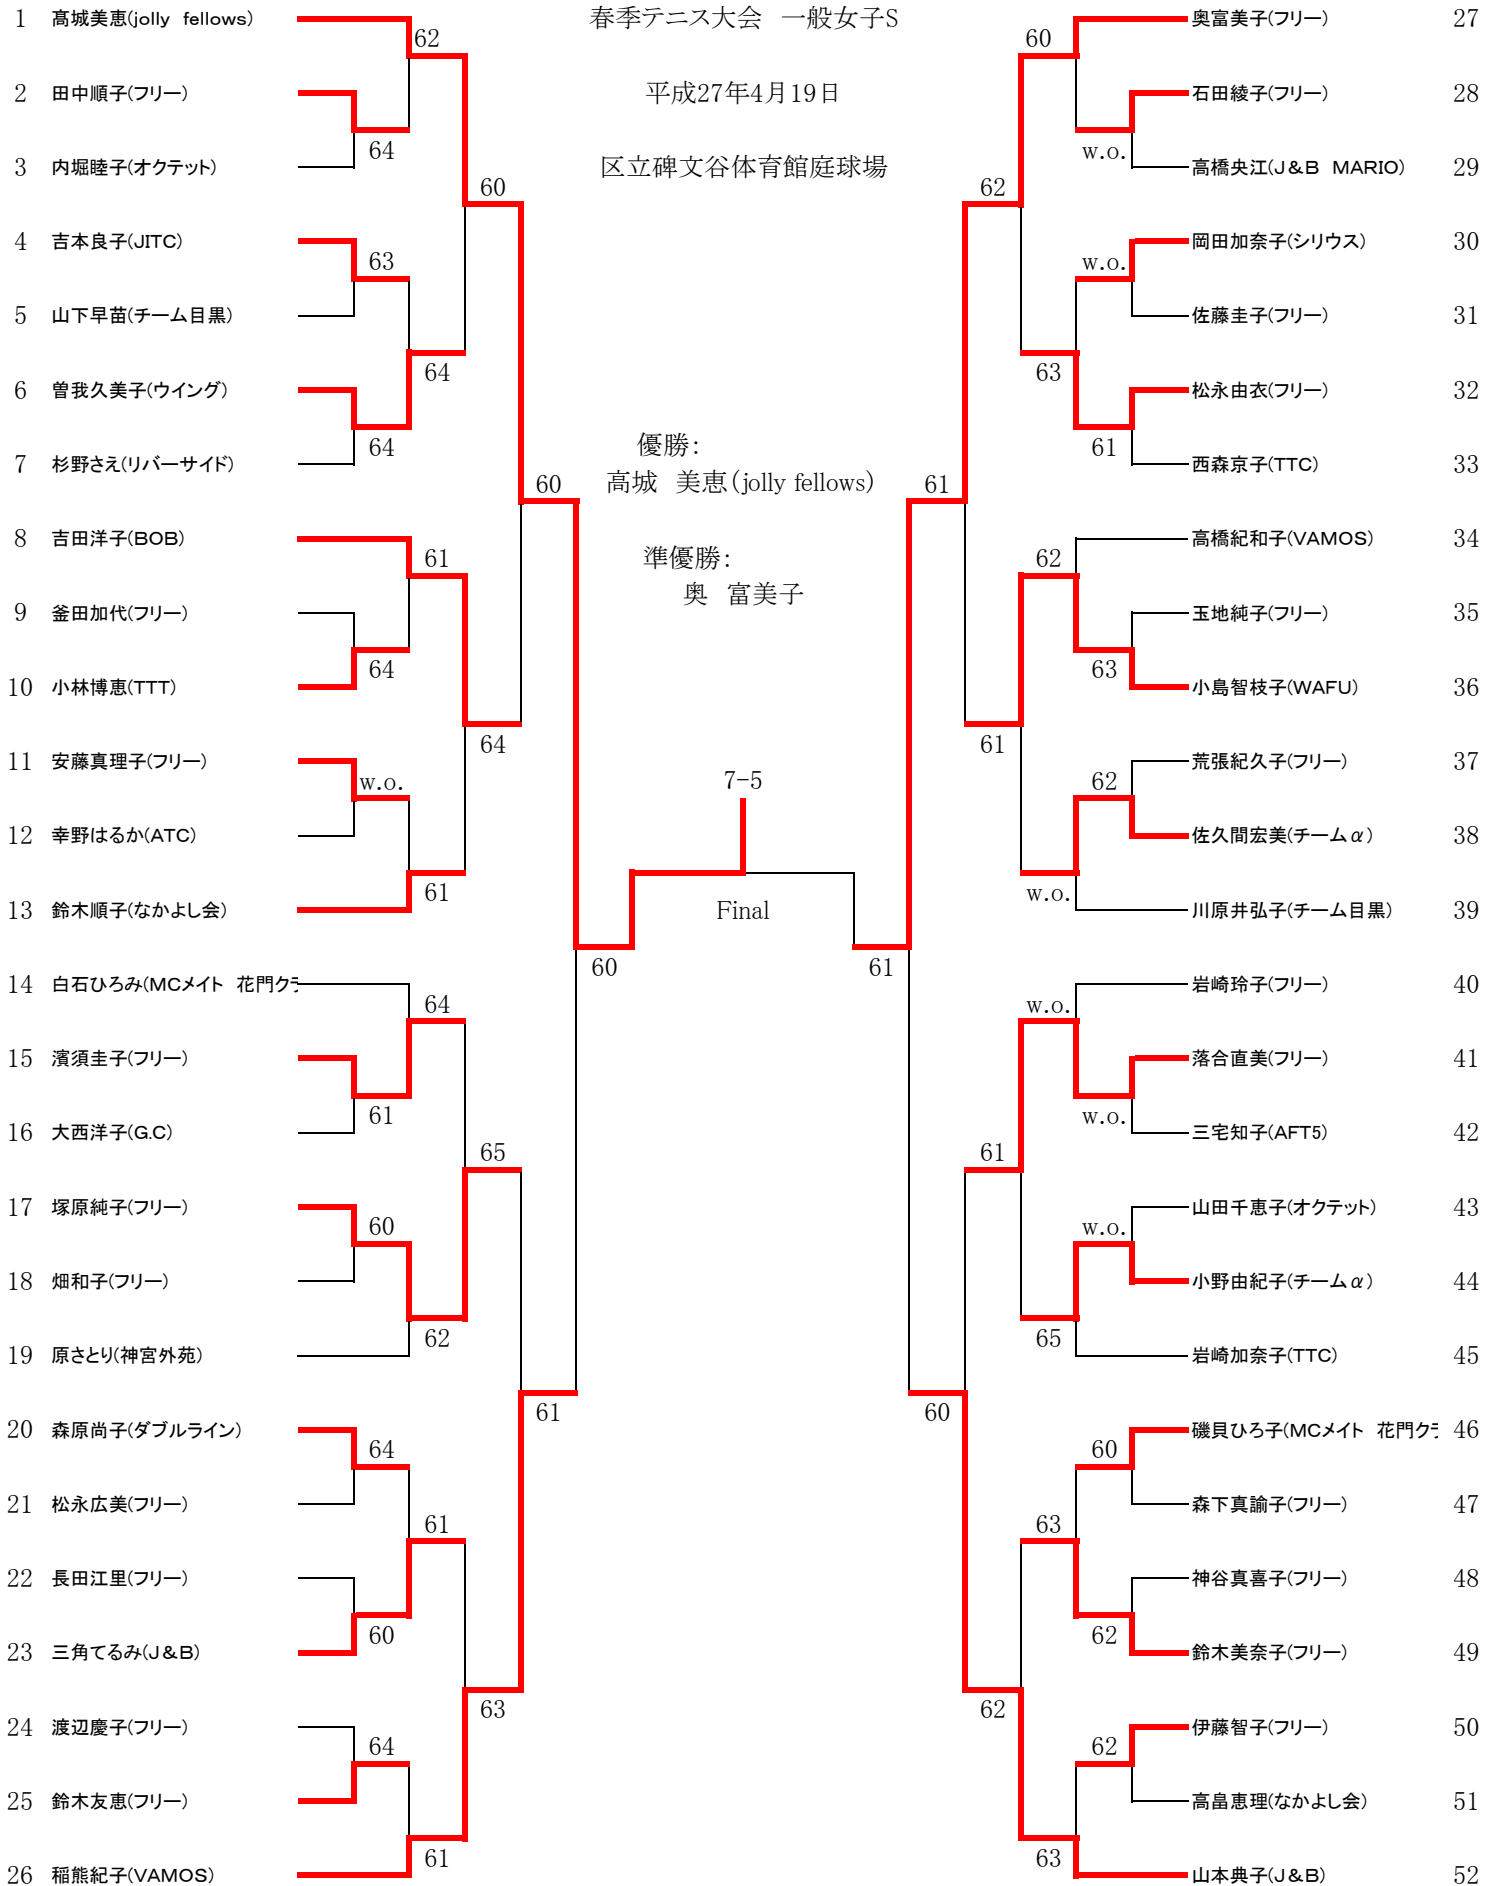 春季テニス大会 一般女子S
平成27年4月19日
区立碑文谷体育館庭球場
1 髙城美恵(jolly fellows)
62
2 田中順子(フリー)
64
3 内堀睦子(オクテット)
60
4 吉本良子(JITC)
63
5 山下早苗(チーム目黒)
64
6 曽我久美子(ウイング)
64
7 杉野さえ(リバーサイド)
60
8 吉田洋子(BOB)
61
9 釜田加代(フリー)
64
10 小林博恵(TTT)
64
11 安藤真理子(フリー)
w.o.
12 幸野はるか(ATC)
61
13 鈴木順子(なかよし会)
60
14 白石ひろみ(MCメイト 花門クラ
64
15 濱須圭子(フリー)
61
16 大西洋子(G.C)
65
17 塚原純子(フリー)
60
18 畑和子(フリー)
62
19 原さとり(神宮外苑)
61
20 森原尚子(ダブルライン)
64
21 松永広美(フリー)
61
22 長田江里(フリー)
60
23 三角てるみ(J&B)
63
24 渡辺慶子(フリー)
64
25 鈴木友恵(フリー)
61
26 稲熊紀子(VAMOS)
優勝:
高城 美恵(jolly fellows)
準優勝:
奥 富美子
7-5
Final
奥富美子(フリー) 27
60
石田綾子(フリー) 28
w.o.
高橋央江(J&B MARIO) 29
62
岡田加奈子(シリウス) 30
w.o.
佐藤圭子(フリー) 31
63
松永由衣(フリー) 32
61
西森京子(TTC) 33
61
高橋紀和子(VAMOS) 34
62
玉地純子(フリー) 35
63
小島智枝子(WAFU) 36
61
荒張紀久子(フリー) 37
62
佐久間宏美(チームα) 38
w.o.
川原井弘子(チーム目黒) 39
61
岩崎玲子(フリー) 40
w.o.
落合直美(フリー) 41
w.o.
三宅知子(AFT5) 42
61
山田千恵子(オクテット) 43
w.o.
小野由紀子(チームα) 44
65
岩崎加奈子(TTC) 45
60
磯貝ひろ子(MCメイト 花門クラ 46
60
森下真諭子(フリー) 47
63
神谷真喜子(フリー) 48
62
鈴木美奈子(フリー) 49
62
伊藤智子(フリー) 50
62
高畠恵理(なかよし会) 51
63
山本典子(J&B) 52